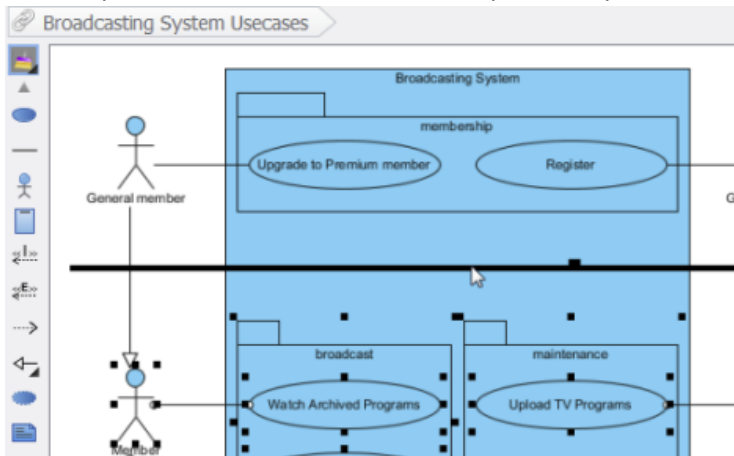 Broadcasting System Usecases
Broadcasting System
membership
Upgrade to Premium member
Register
General member
G
«I»
«E»
broadcast
maintenance
Watch Archived Programs
Upload TV Programs
Member